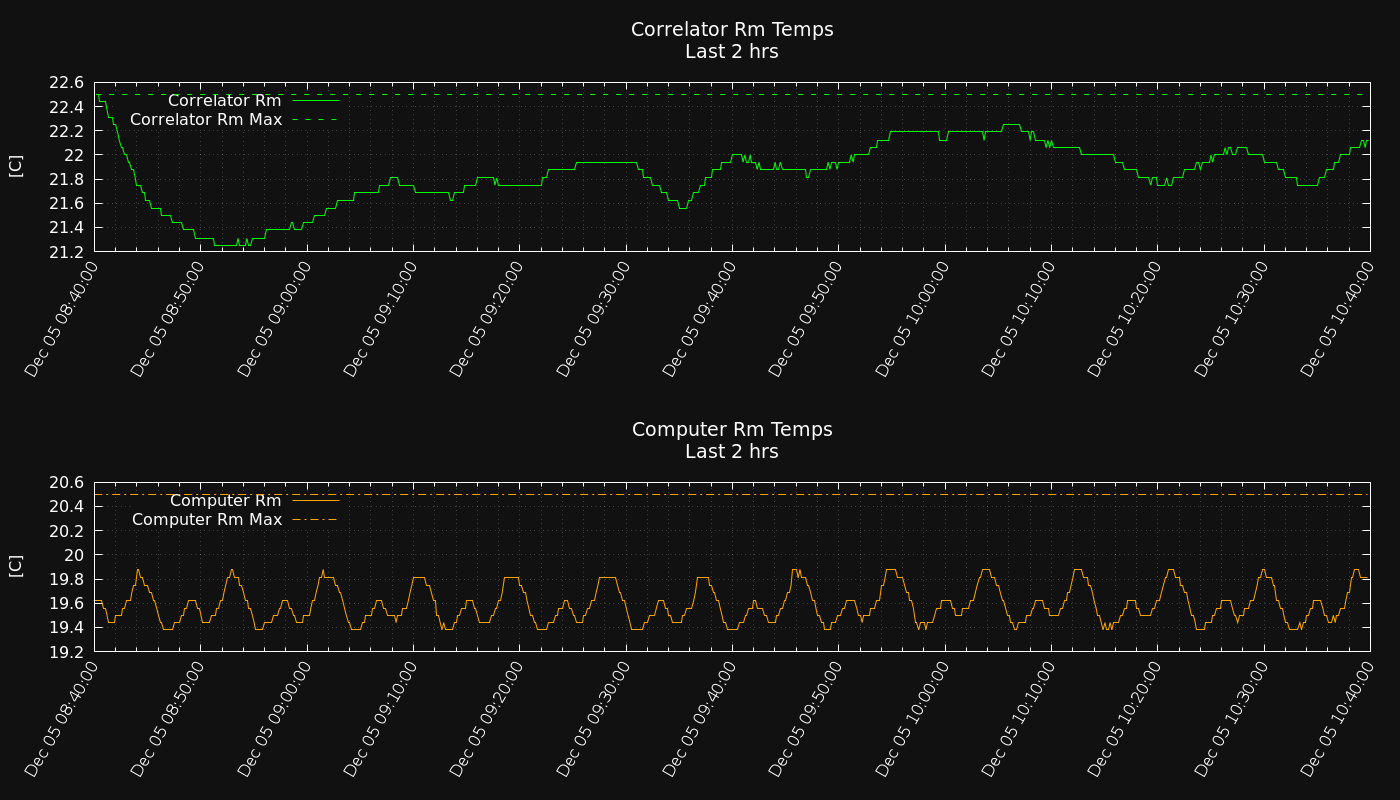 Correlator Rm Temps
Last 2 hrs
[C]
22.6
22.4
22.2
22
21.8
21.6
21.4
21.2
Correlator Rm
Correlator Rm Max
Dec 05 08:40:00
Dec 05 08:50:00
Dec 05 09:00:00
Dec 05 09:10:00
Dec 05 09:20:00
Dec 05 09:30:00
Dec 05 09:40:00
Dec 05 09:50:00
Dec 05 10:00:00
Dec 05 10:10:00
Dec 05 10:20:00
Dec 05 10:30:00
Dec 05 10:40:00
Computer Rm Temps
Last 2 hrs
[C]
20.6
20.4
20.2
20
19.8
19.6
19.4
19.2
Computer Rm
Computer Rm Max
Dec 05 08:40:00
Dec 05 08:50:00
Dec 05 09:00:00
Dec 05 09:10:00
Dec 05 09:20:00
Dec 05 09:30:00
Dec 05 09:40:00
Dec 05 09:50:00
Dec 05 10:00:00
Dec 05 10:10:00
Dec 05 10:20:00
Dec 05 10:30:00
Dec 05 10:40:00